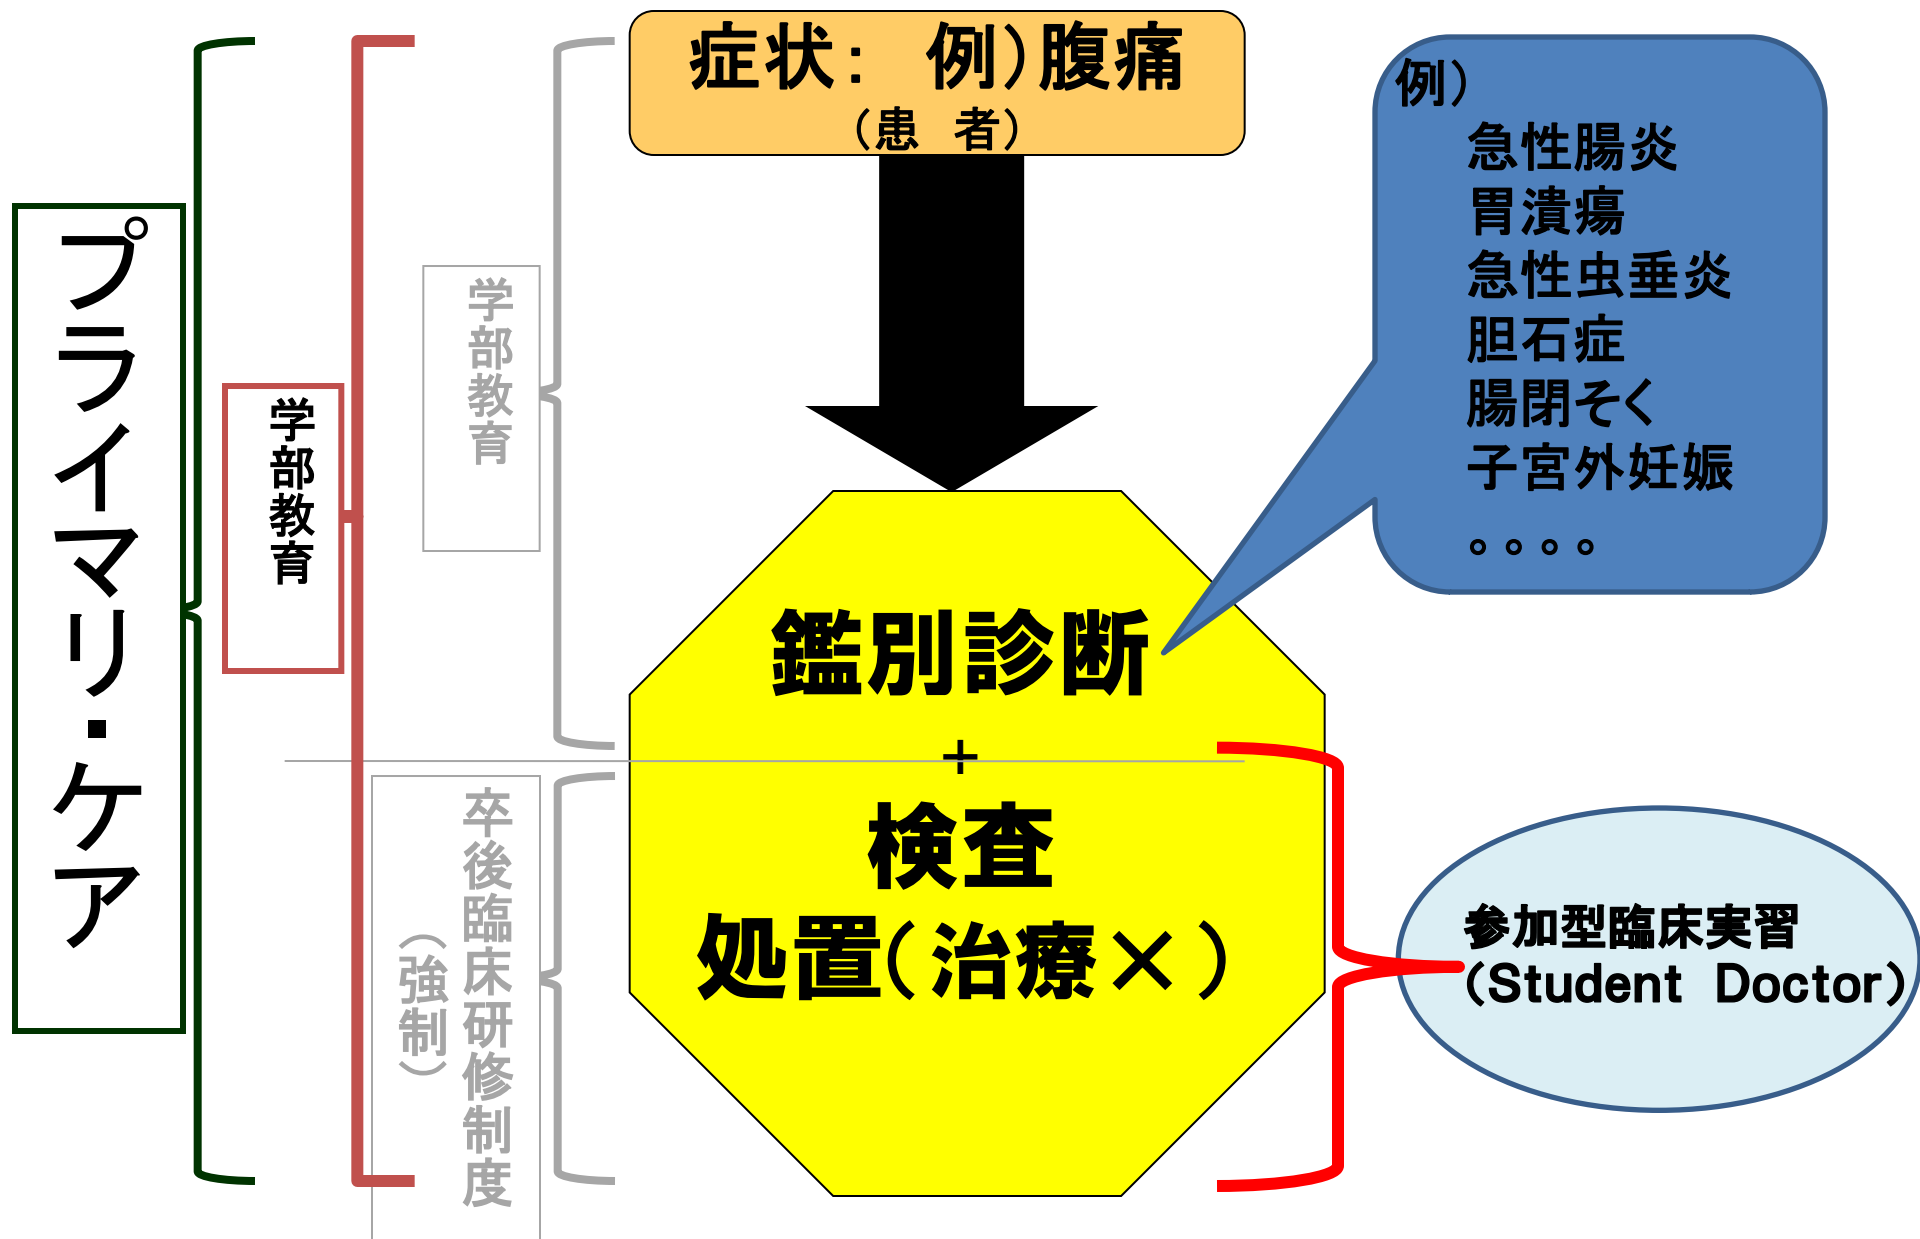 症状： 例）腹痛
（患 者）
例）
急性腸炎
胃潰瘍
急性虫垂炎
胆石症
腸閉そく
子宮外妊娠
。。。。
プライマリ・ケア
学部教育
学部教育
卒後臨床研修制度
（強制）
鑑別診断
+
検査
処置（治療×）
参加型臨床実習
（Student Doctor）